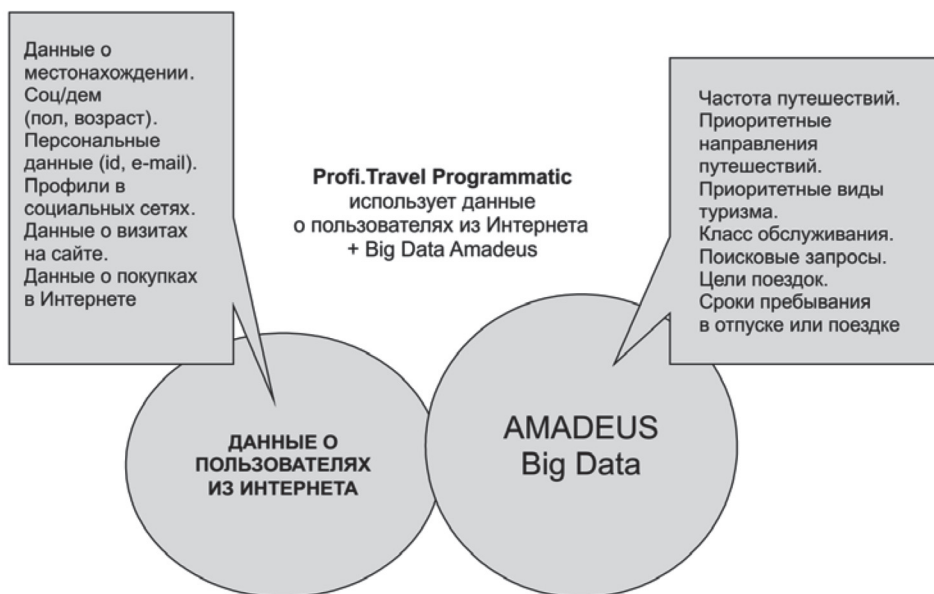 Данные о
местонахождении.
Соц/дем
(пол, возраст).
Персональные
данные (id, e-mail).
Профили в
социальных сетях.
Данные о визитах
на сайте.
Данные о покупках
в Интернете
Profi.Travel Programmatic
использует данные
о пользователях из Интернета
+ Big Data Amadeus
Частота путешествий.
Приоритетные
направления
путешествий.
Приоритетные виды
туризма.
Класс обслуживания.
Поисковые запросы.
Цели поездок.
Сроки пребывания
в отпуске или поездке
ДАННЫЕ О
ПОЛЬЗОВАТЕЛЯХ
ИЗ ИНТЕРНЕТА
AMADEUS
Big Data